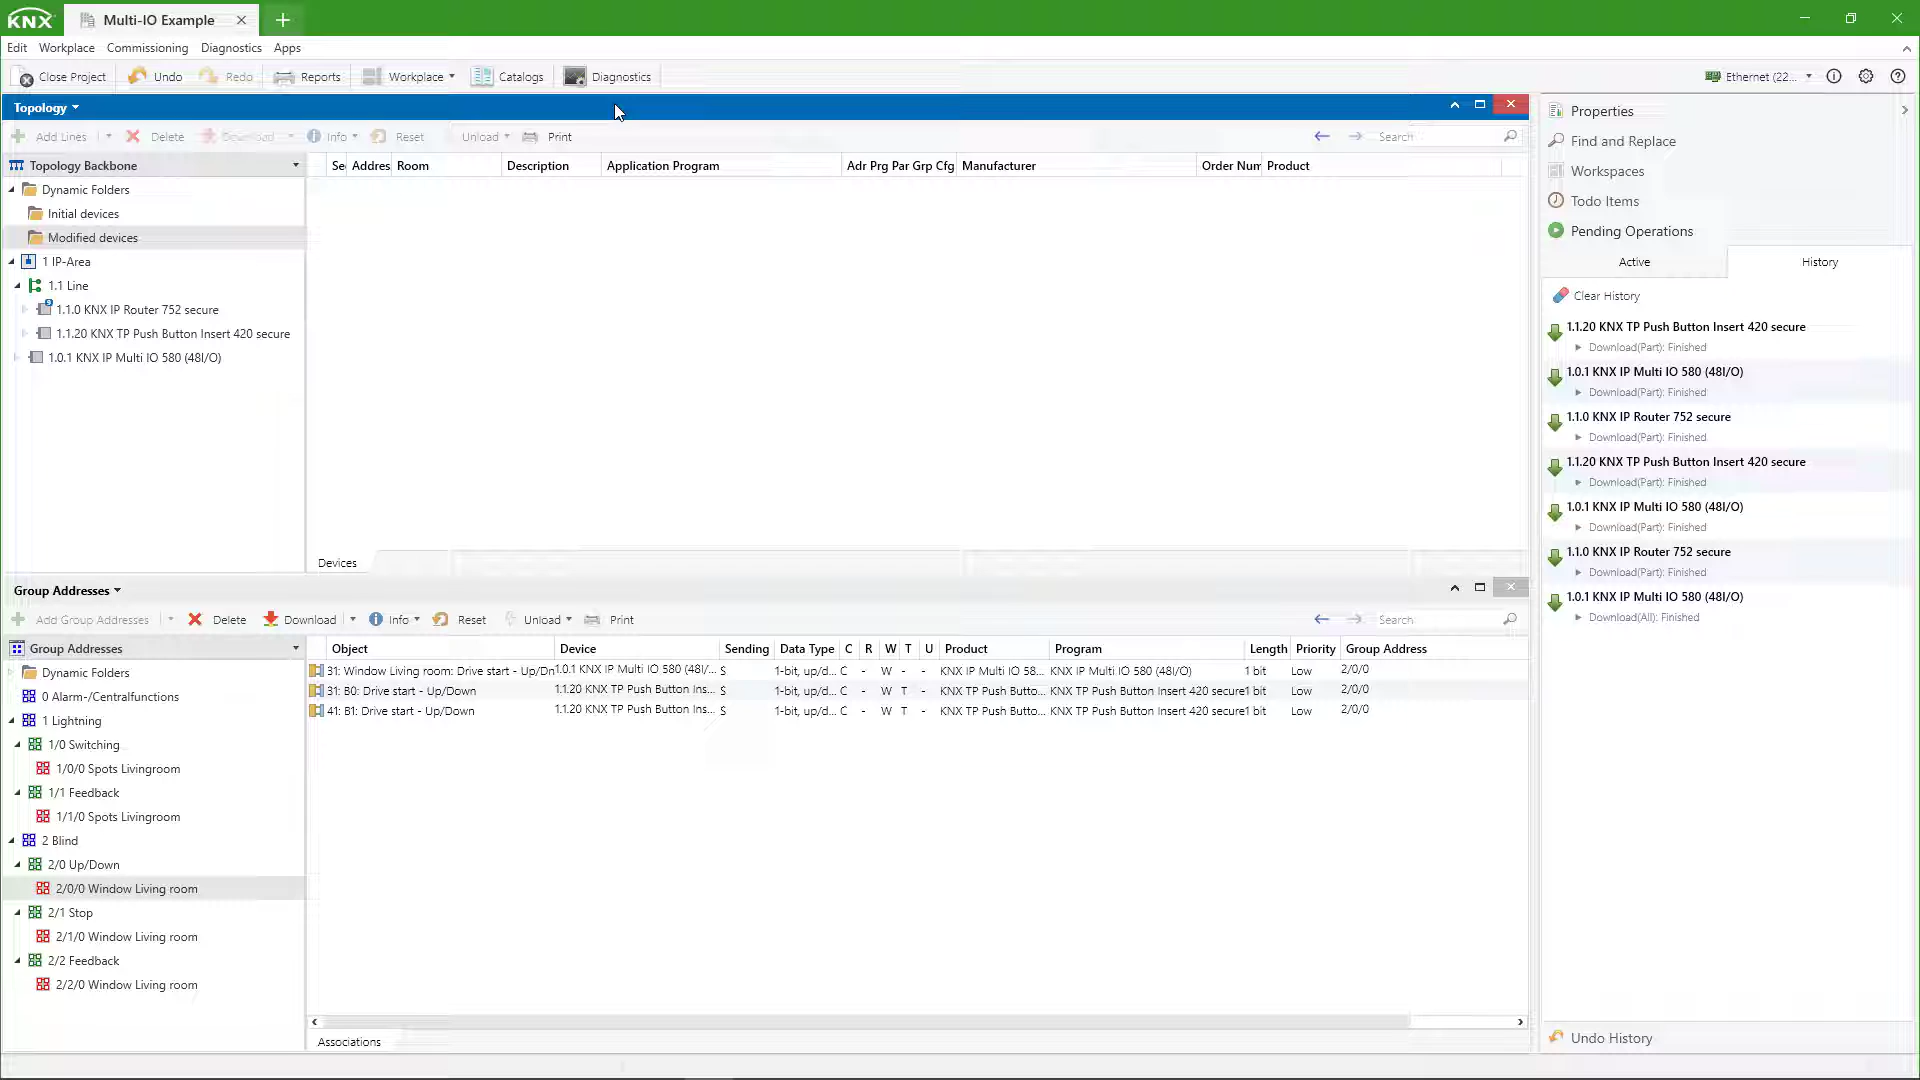 KNX Multi-IO Example
Edit Workplace Commissioning Diagnostics Apps
Close Project Undo Redo Reports Workplace Catalogs Diagnostics Ethernet (22...
Topology
Add Lines Delete Download Info Reset Unload Print Search
Topology Backbone
Se Addres Room Description Application Program Adr Prg Par Grp Cfg Manufacturer Order Num Product
Dynamic Folders
Initial devices
Modified devices
1 IP-Area
1.1 Line
1.1.0 KNX IP Router 752 secure
1.1.20 KNX TP Push Button Insert 420 secure
1.0.1 KNX IP Multi IO 580 (48I/O)
Devices
Group Addresses
Add Group Addresses Delete Download Info Reset Unload Print Search
Group Addresses
Object Device Sending Data Type C R W T U Product Program Length Priority Group Address
31: Window Living room: Drive start - Up/Dn 1.0.1 KNX IP Multi IO 580 (48I/... S 1-bit, up/d... C - W - - KNX IP Multi IO 58... KNX IP Multi IO 580 (48I/O) 1 bit Low 2/0/0
31: B0: Drive start - Up/Down 1.1.20 KNX TP Push Button Ins... S 1-bit, up/d... C - W T - KNX TP Push Butto... KNX TP Push Button Insert 420 secure 1 bit Low 2/0/0
41: B1: Drive start - Up/Down 1.1.20 KNX TP Push Button Ins... S 1-bit, up/d... C - W T - KNX TP Push Butto... KNX TP Push Button Insert 420 secure 1 bit Low 2/0/0
Dynamic Folders
0 Alarm-/Centralfunctions
1 Lightning
1/0 Switching
1/0/0 Spots Livingroom
1/1 Feedback
1/1/0 Spots Livingroom
2 Blind
2/0 Up/Down
2/0/0 Window Living room
2/1 Stop
2/1/0 Window Living room
2/2 Feedback
2/2/0 Window Living room
Associations
Properties
Find and Replace
Workspaces
Todo Items
Pending Operations
Active History
Clear History
1.1.20 KNX TP Push Button Insert 420 secure
Download(Part): Finished
1.0.1 KNX IP Multi IO 580 (48I/O)
Download(Part): Finished
1.1.0 KNX IP Router 752 secure
Download(Part): Finished
1.1.20 KNX TP Push Button Insert 420 secure
Download(Part): Finished
1.0.1 KNX IP Multi IO 580 (48I/O)
Download(Part): Finished
1.1.0 KNX IP Router 752 secure
Download(Part): Finished
1.0.1 KNX IP Multi IO 580 (48I/O)
Download(All): Finished
Undo History